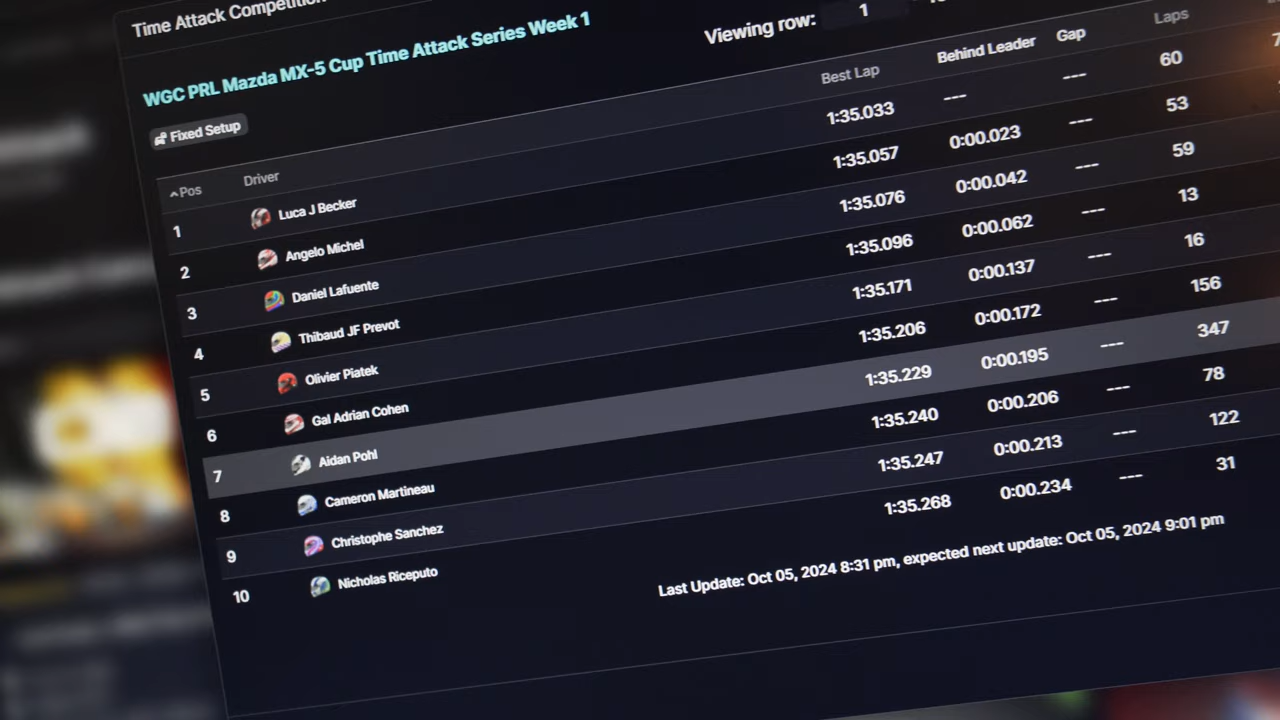 Time Attack Competition
WGC PRL Mazda MX-5 Cup Time Attack Series Week 1
Viewing row: 1
Fixed Setup
Pos Driver Best Lap Behind Leader Gap Laps
1 Luca J Becker 1:35.033 --- --- 60
2 Angelo Michel 1:35.057 0:00.023 --- 53
3 Daniel Lafuente 1:35.076 0:00.042 --- 59
4 Thibaud JF Prevot 1:35.096 0:00.062 --- 13
5 Olivier Piatek 1:35.171 0:00.137 --- 16
6 Gal Adrian Cohen 1:35.206 0:00.172 --- 156
7 Aidan Pohl 1:35.229 0:00.195 --- 347
8 Cameron Martineau 1:35.240 0:00.206 --- 78
9 Christophe Sanchez 1:35.247 0:00.213 --- 122
10 Nicholas Riceputo 1:35.268 0:00.234 --- 31
Last Update: Oct 05, 2024 8:31 pm, expected next update: Oct 05, 2024 9:01 pm